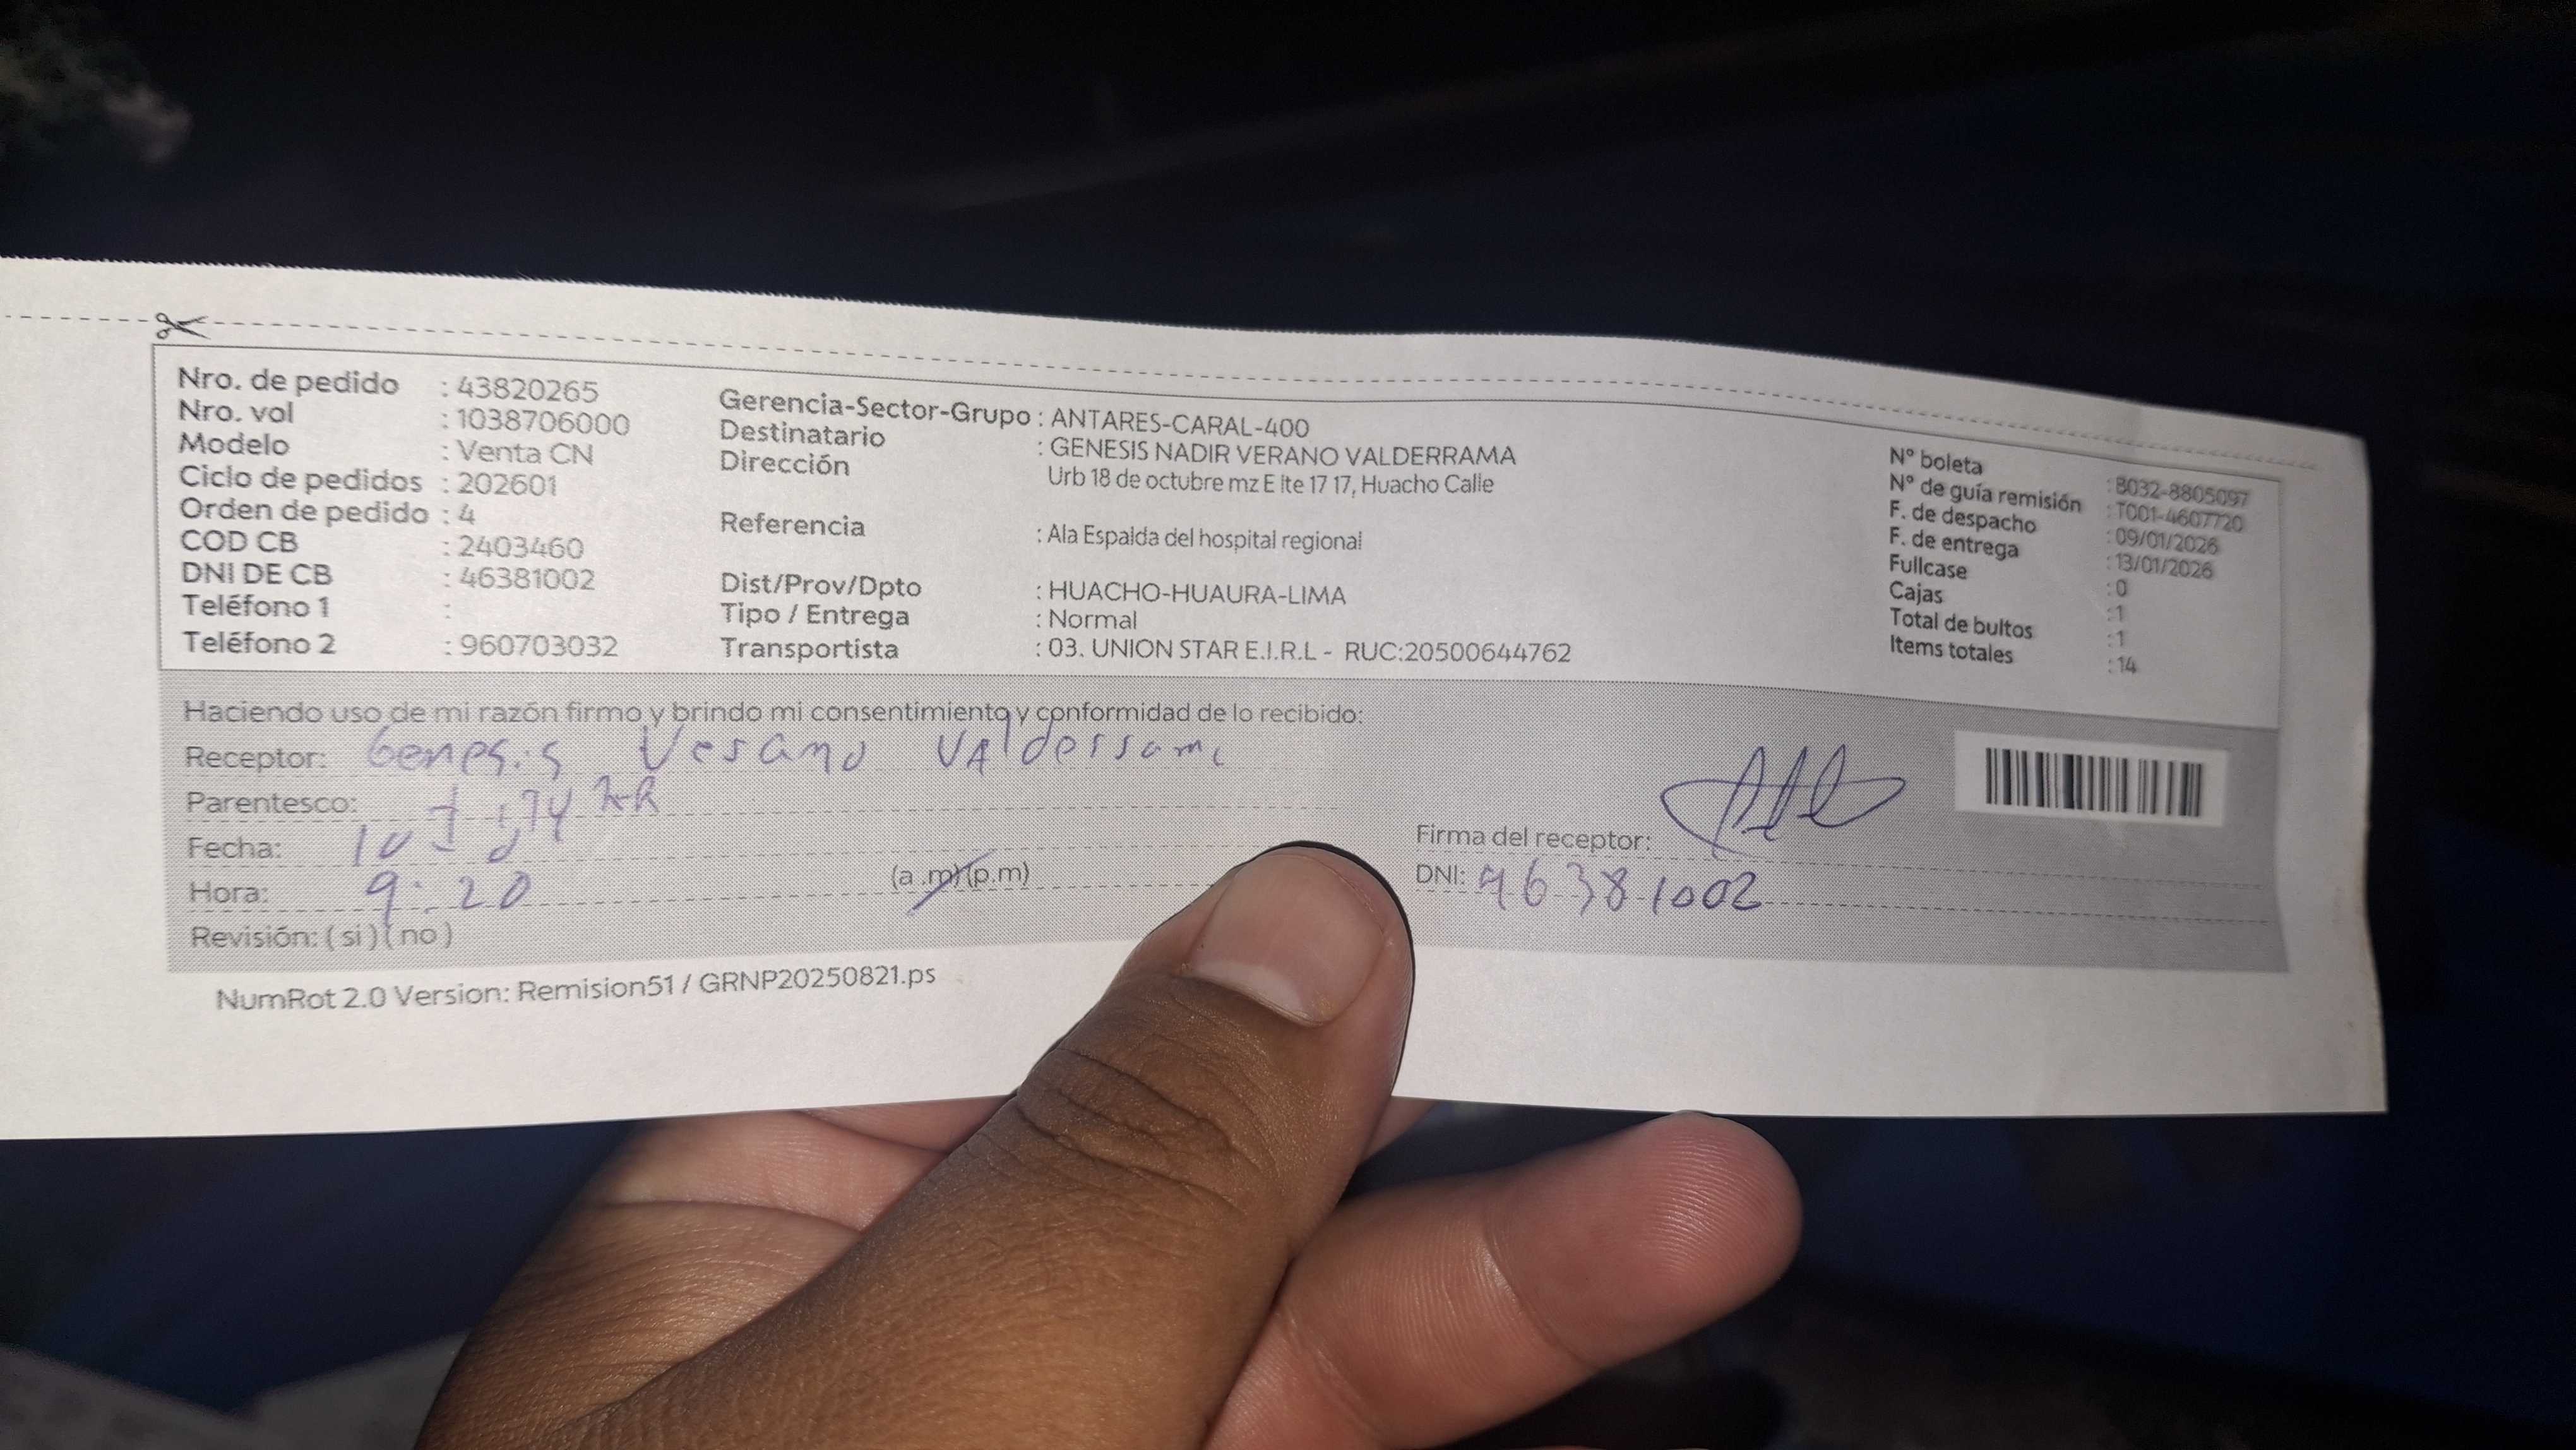 Nro. de pedido : 43820265
Nro. vol : 1038706000
Modelo : Venta CN
Ciclo de pedidos : 202601
Orden de pedido : 4
COD CB : 2403460
DNI DE CB : 46381002
Teléfono 1 :
Teléfono 2 : 960703032
Gerencia-Sector-Grupo : ANTARES-CARAL-400
Destinatario : GENESIS NADIR VERANO VALDERRAMA
Dirección Urb 18 de octubre mz E lte 17 17, Huacho Calle
Referencia : Ala Espalda del hospital regional
Dist/Prov/Dpto : HUACHO-HUAURA-LIMA
Tipo / Entrega : Normal
Transportista : 03. UNION STAR E.I.R.L - RUC:20500644762
N° boleta : B032-8805097
N° de guía remisión : T001-4607720
F. de despacho : 09/01/2026
F. de entrega : 13/01/2026
Fullcase : 0
Cajas : 1
Total de bultos : 1
Items totales : 14
Haciendo uso de mi razón firmo y brindo mi consentimiento y conformidad de lo recibido:
Receptor: Genesis Verano Valderrama
Parentesco:
Fecha:
Hora: 9:20 (a.m) (p.m)
Revisión: ( si ) ( no )
Firma del receptor:
DNI: 46381002
NumRot 2.0 Version: Remision51 / GRNP20250821.ps